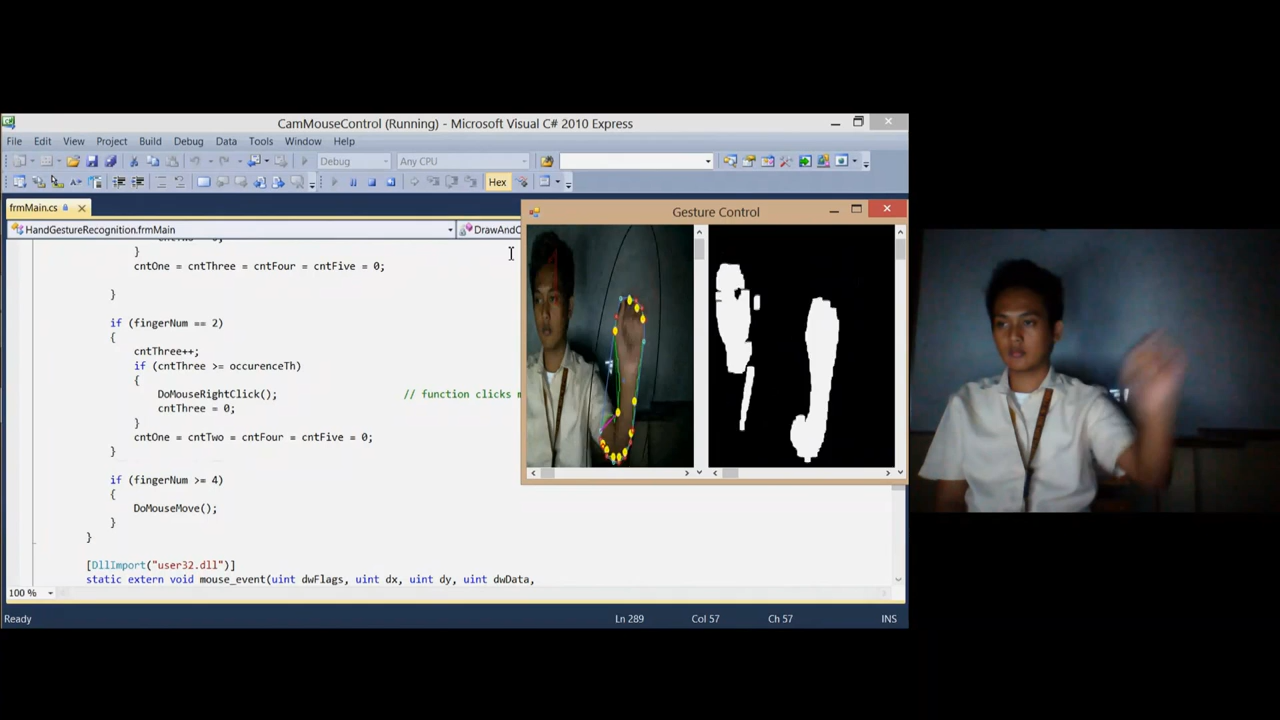 CamMouseControl (Running) - Microsoft Visual C# 2010 Express
File Edit View Project Build Debug Data Tools Window Help
Debug Any CPU
Hex
frmMain.cs
HandGestureRecognition.frmMain DrawAndC
Gesture Control
}
cntOne = cntThree = cntFour = cntFive = 0;
}
if (fingerNum == 2)
{
cntThree++;
if (cntThree >= occurenceTh)
{
DoMouseRightClick(); // function clicks
cntThree = 0;
}
cntOne = cntTwo = cntFour = cntFive = 0;
}
if (fingerNum >= 4)
{
DoMouseMove();
}
}
[DllImport("user32.dll")]
static extern void mouse_event(uint dwFlags, uint dx, uint dy, uint dwData,
100 %
Ready Ln 289 Col 57 Ch 57 INS